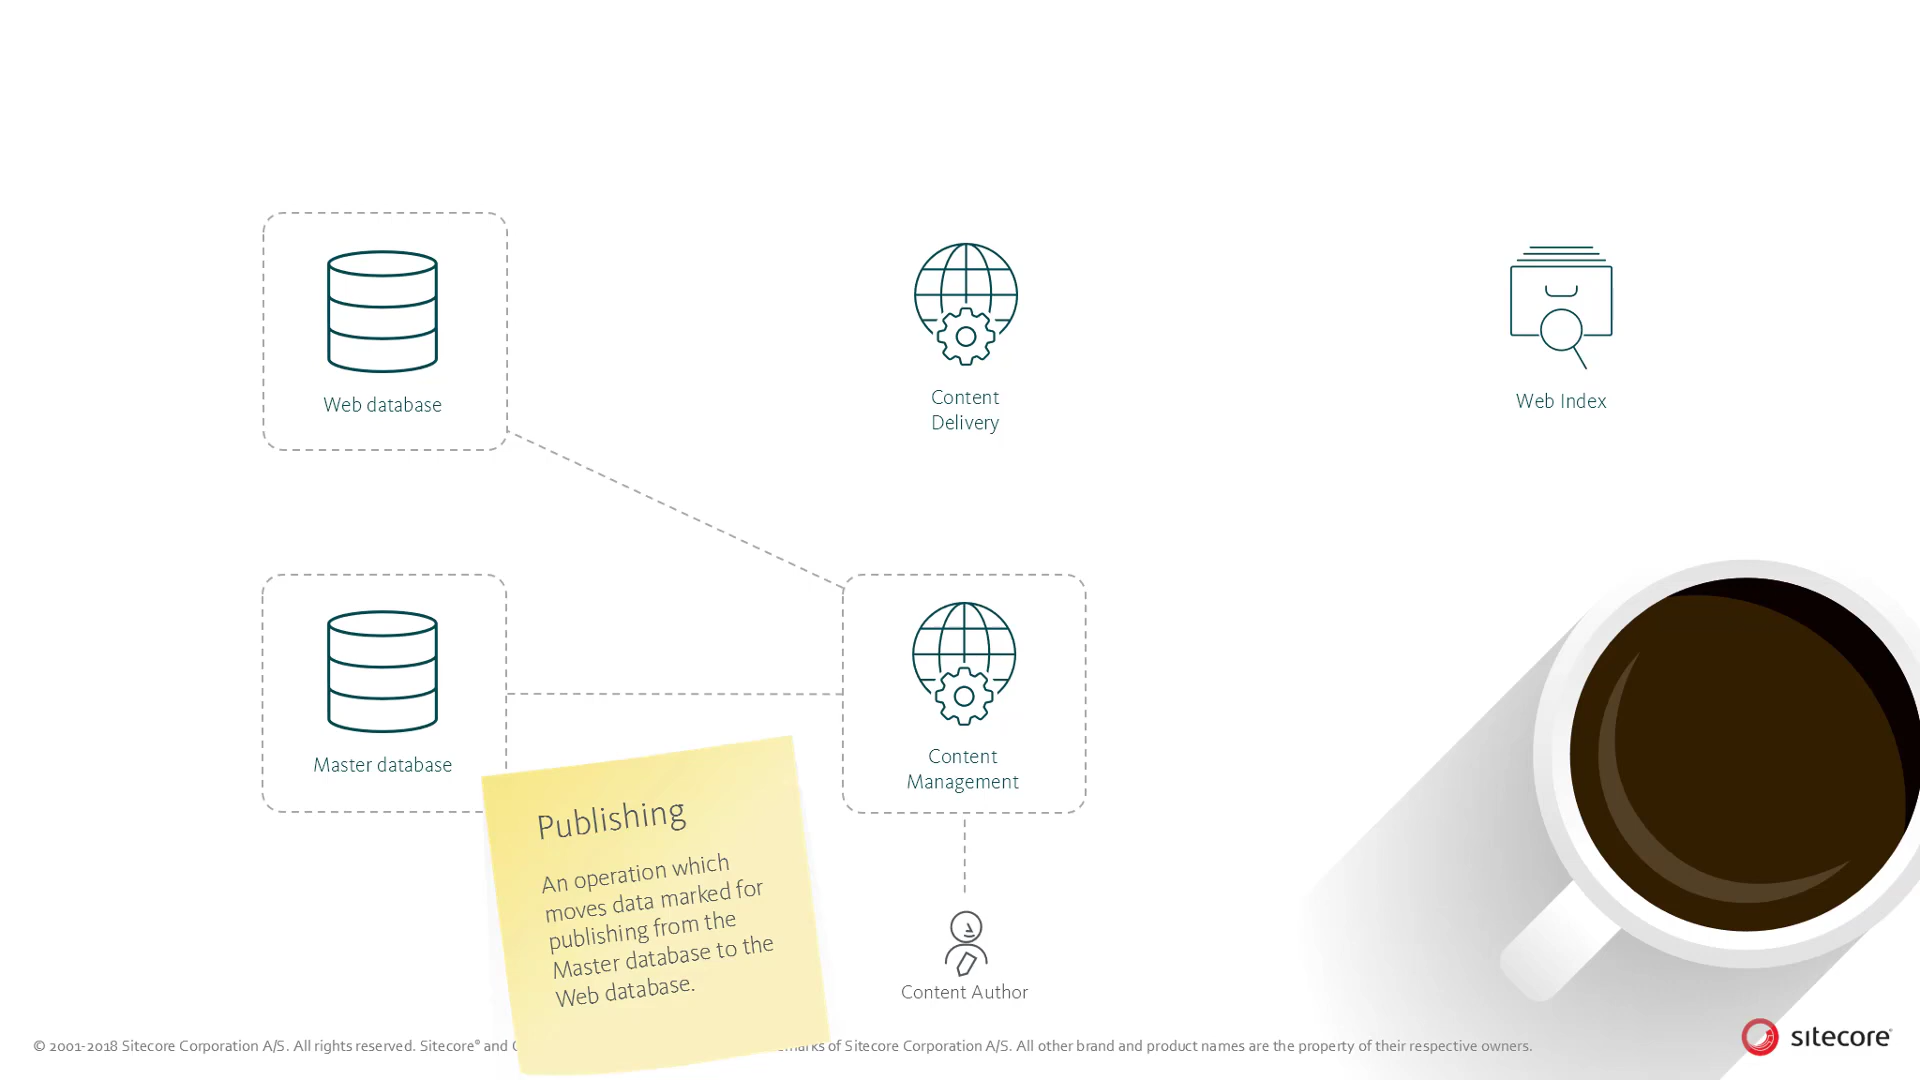 Web database
Content
Delivery
Web Index
Master database
Content
Management
Publishing
An operation which
moves data marked for
publishing from the
Master database to the
Web database.
Content Author
© 2001-2018 Sitecore Corporation A/S. All rights reserved. Sitecore® and
of Sitecore Corporation A/S. All other brand and product names are the property of their respective owners.
sitecore